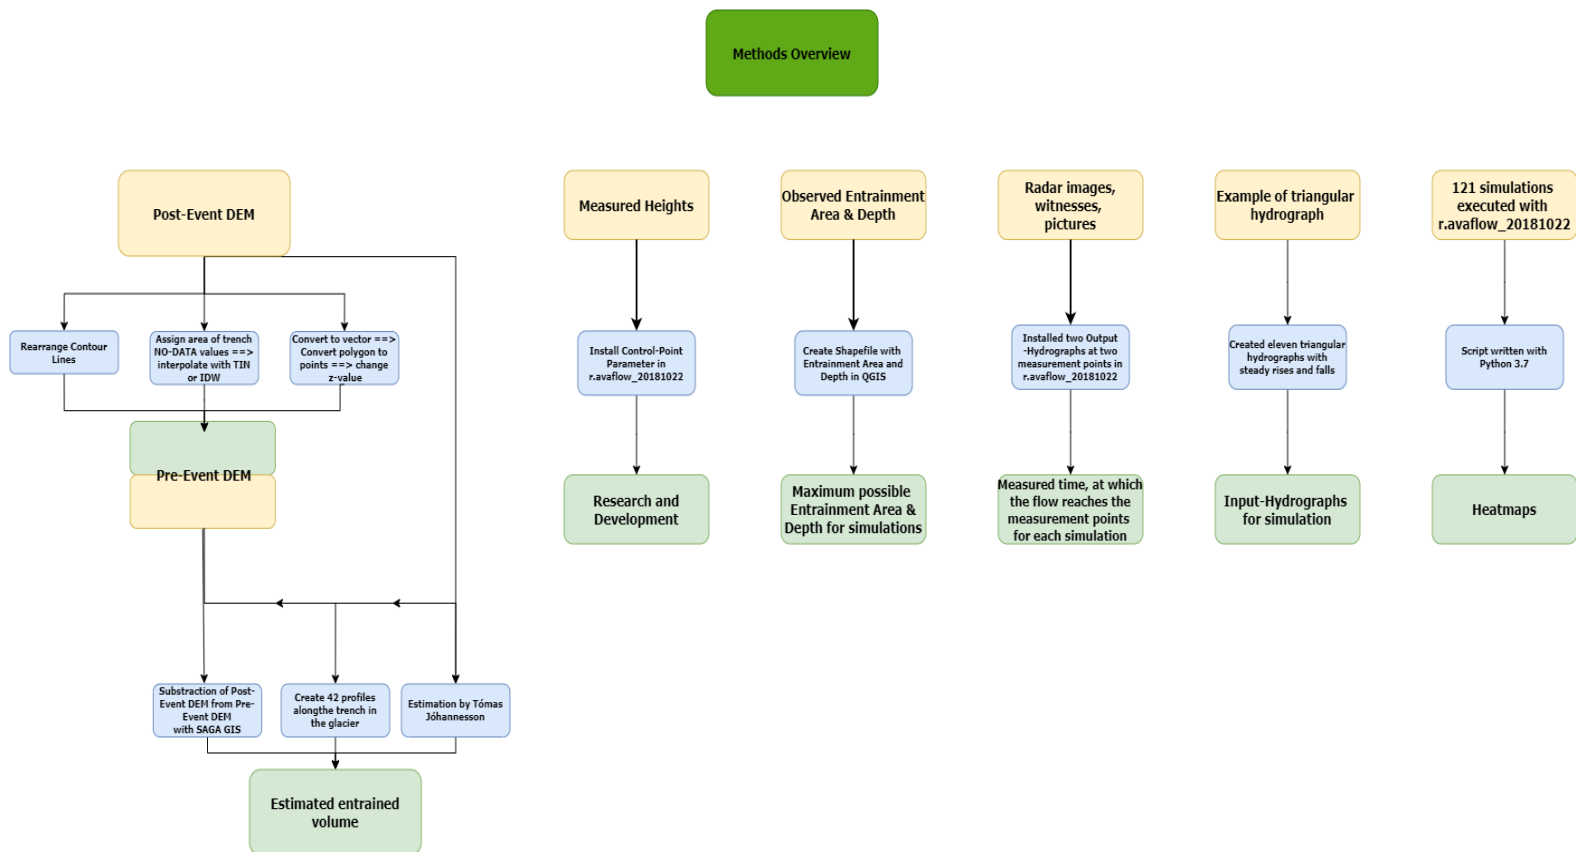 Methods Overview
Post-Event DEM
Rearrange Contour
Lines
Assign area of trench
NO-DATA values ==>
interpolate with TIN
or IDW
Convert to vector ==>
Convert polygon to
points ==> change
z-value
Pre-Event DEM
Substraction of Post-
Event DEM from Pre-
Event DEM
with SAGA GIS
Create 42 profiles
alongthe trench in
the glacier
Estimation by Tómas
Jóhannesson
Estimated entrained
volume
Measured Heights
Install Control-Point
Parameter in
r.avaflow_20181022
Research and
Development
Observed Entrainment
Area & Depth
Create Shapefile with
Entrainment Area and
Depth in QGIS
Maximum possible
Entrainment Area &
Depth for simulations
Radar images,
witnesses,
pictures
Installed two Output
-Hydrographs at two
measurement points in
r.avaflow_20181022
Measured time, at which
the flow reaches the
measurement points
for each simulation
Example of triangular
hydrograph
Created eleven triangular
hydrographs with
steady rises and falls
Input-Hydrographs
for simulation
121 simulations
executed with
r.avaflow_20181022
Script written with
Python 3.7
Heatmaps